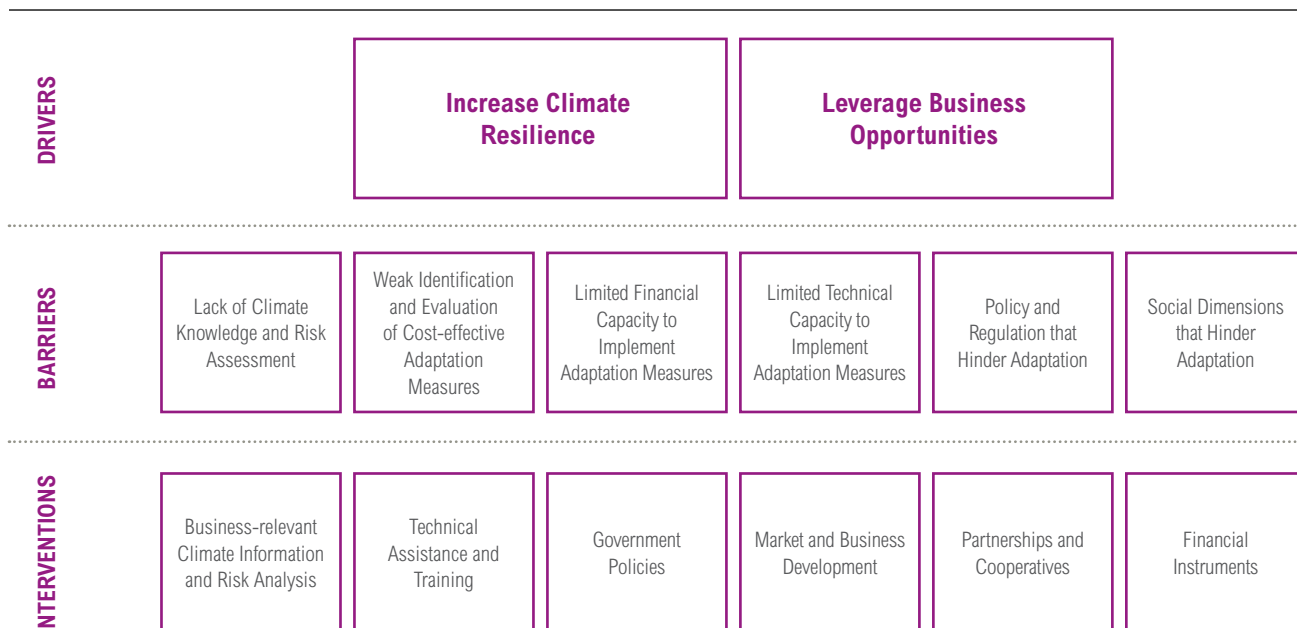 DRIVERS
Increase Climate
Resilience
Leverage Business
Opportunities
BARRIERS
Lack of Climate
Knowledge and Risk
Assessment
Weak Identification
and Evaluation
of Cost-effective
Adaptation
Measures
Limited Financial
Capacity to
Implement
Adaptation Measures
Limited Technical
Capacity to
Implement
Adaptation Measures
Policy and
Regulation that
Hinder Adaptation
Social Dimensions
that Hinder
Adaptation
NTERVENTIONS
Business-relevant
Climate Information
and Risk Analysis
Technical
Assistance and
Training
Government
Policies
Market and Business
Development
Partnerships and
Cooperatives
Financial
Instruments